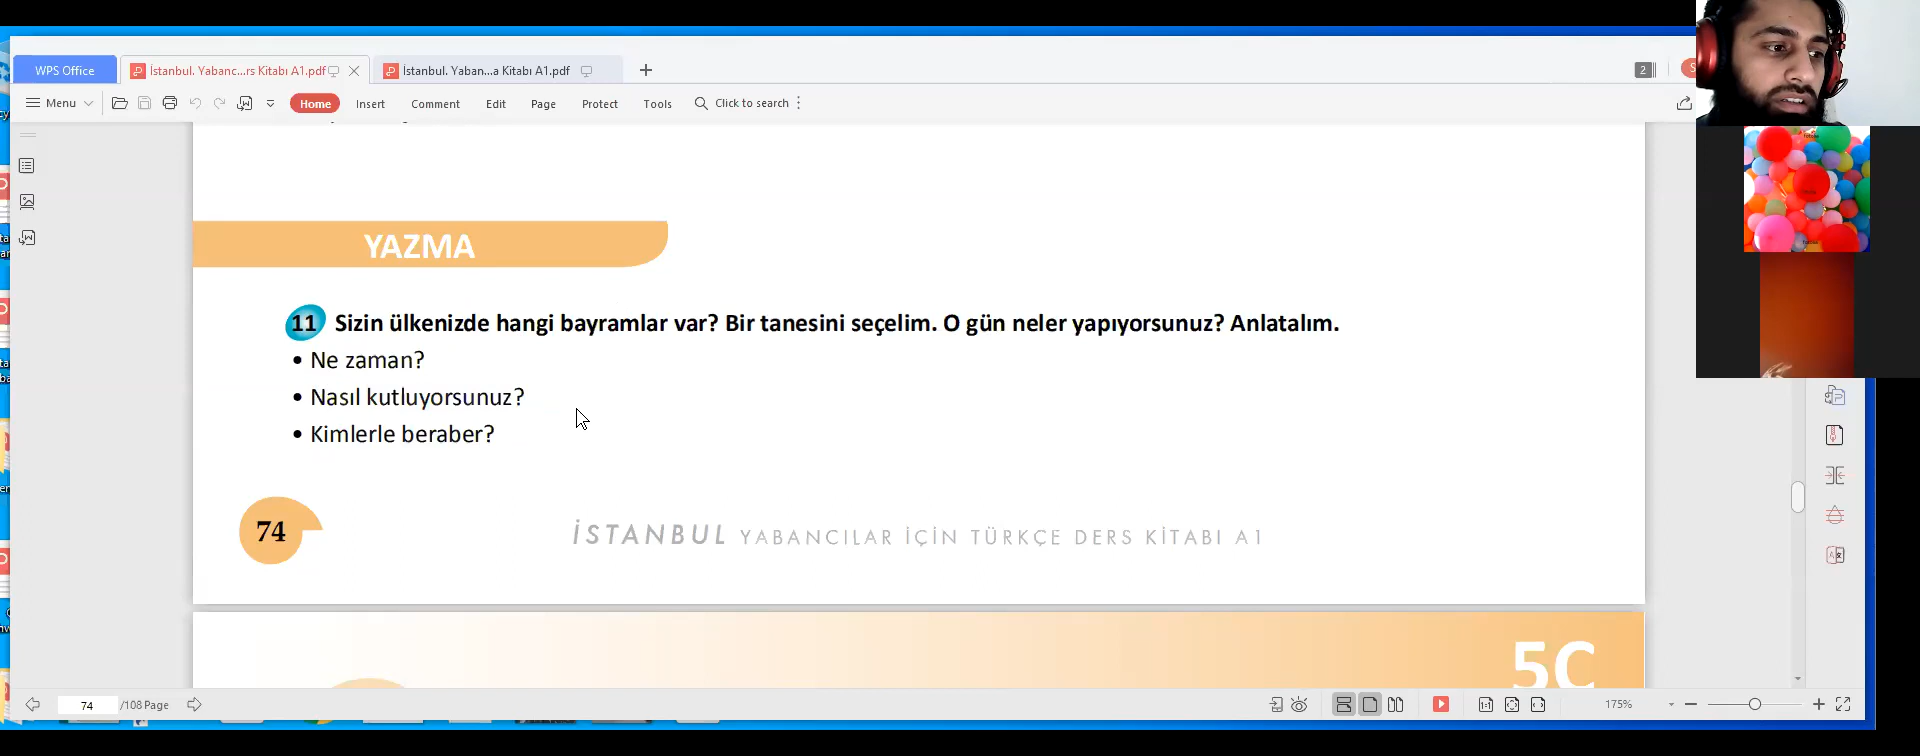 WPS Office
İstanbul. Yabanc...rs Kitabı A1.pdf
İstanbul. Yaban...a Kitabı A1.pdf
2
Menu
Home
Insert
Comment
Edit
Page
Protect
Tools
Click to search
YAZMA
11 Sizin ülkenizde hangi bayramlar var? Bir tanesini seçelim. O gün neler yapıyorsunuz? Anlatalım.
• Ne zaman?
• Nasıl kutluyorsunuz?
• Kimlerle beraber?
74
İSTANBUL YABANCILAR İÇİN TÜRKÇE DERS KİTABI A1
5C
74 /108 Page
175%